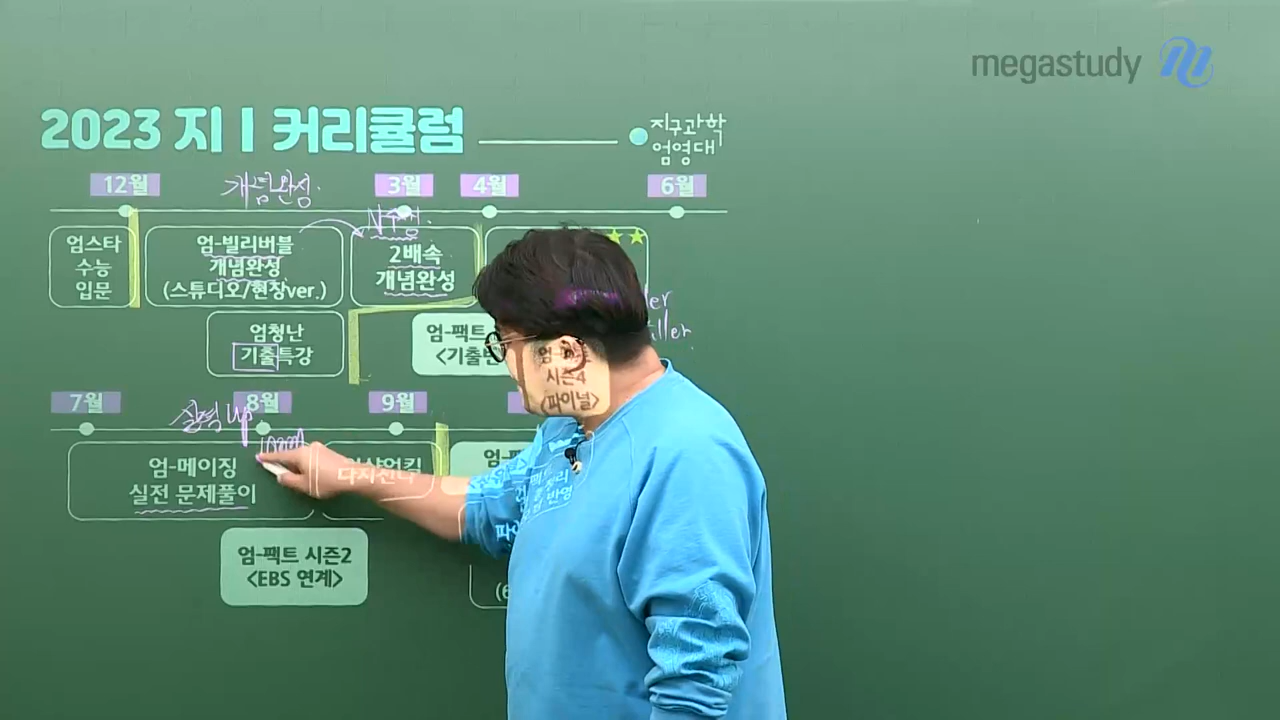 megastudy
2023 지 I 커리큘럼
지구과학
엄영대
12월
개념완성.
3월
4월
6월
N수생.
엄스타
수능
입문
엄-빌리버블
개념완성
(스튜디오/현장ver.)
2배속
개념완성
엄청난
기출특강
엄-팩트
<기출
시즌4
<파이널>
7월
실력 up
8월
9월
엄-메이징
실전 문제풀이
엄-팩트 시즌2
<EBS 연계>